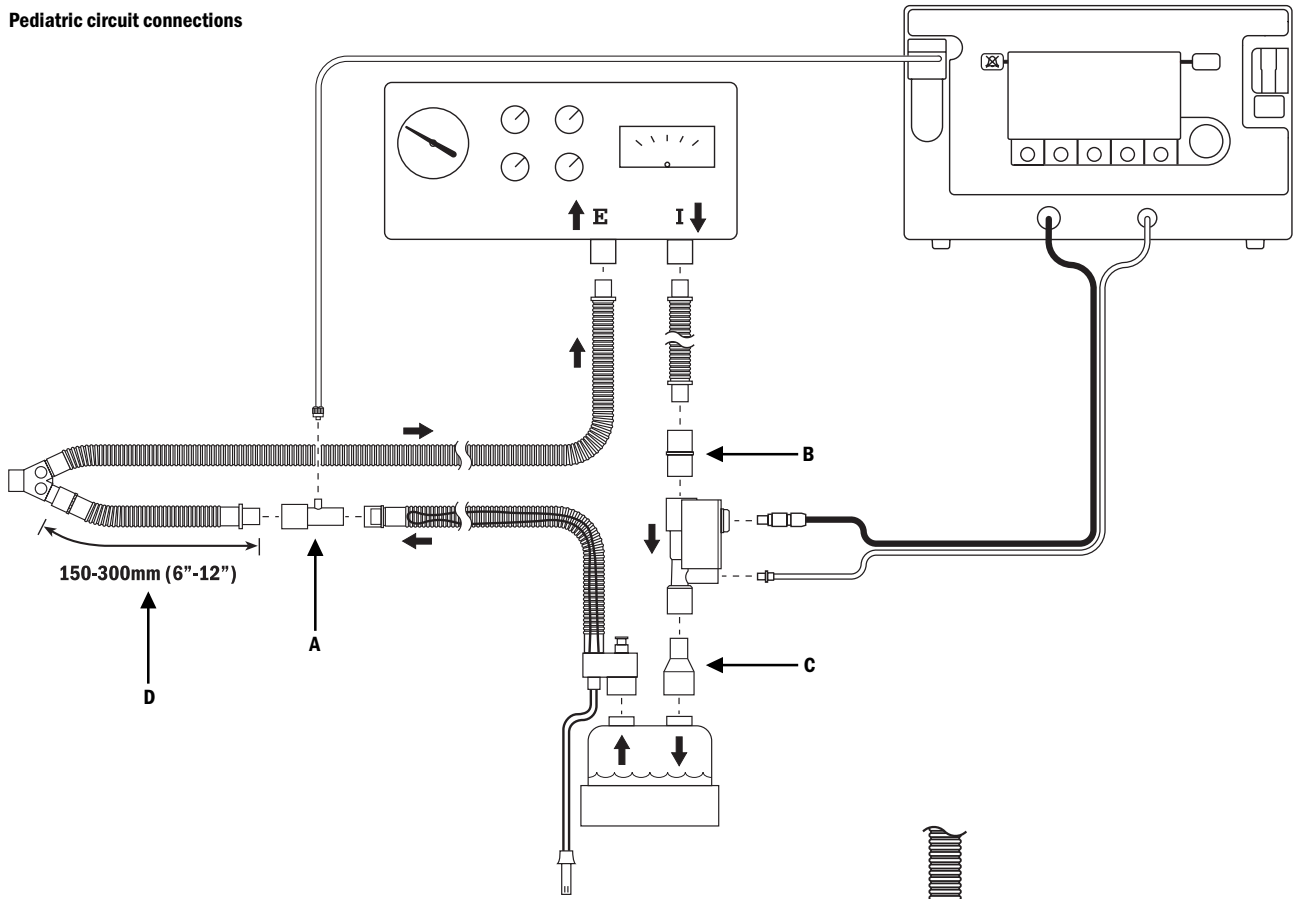 Pediatric circuit connections
E
I
B
150-300mm (6”-12”)
A
C
D